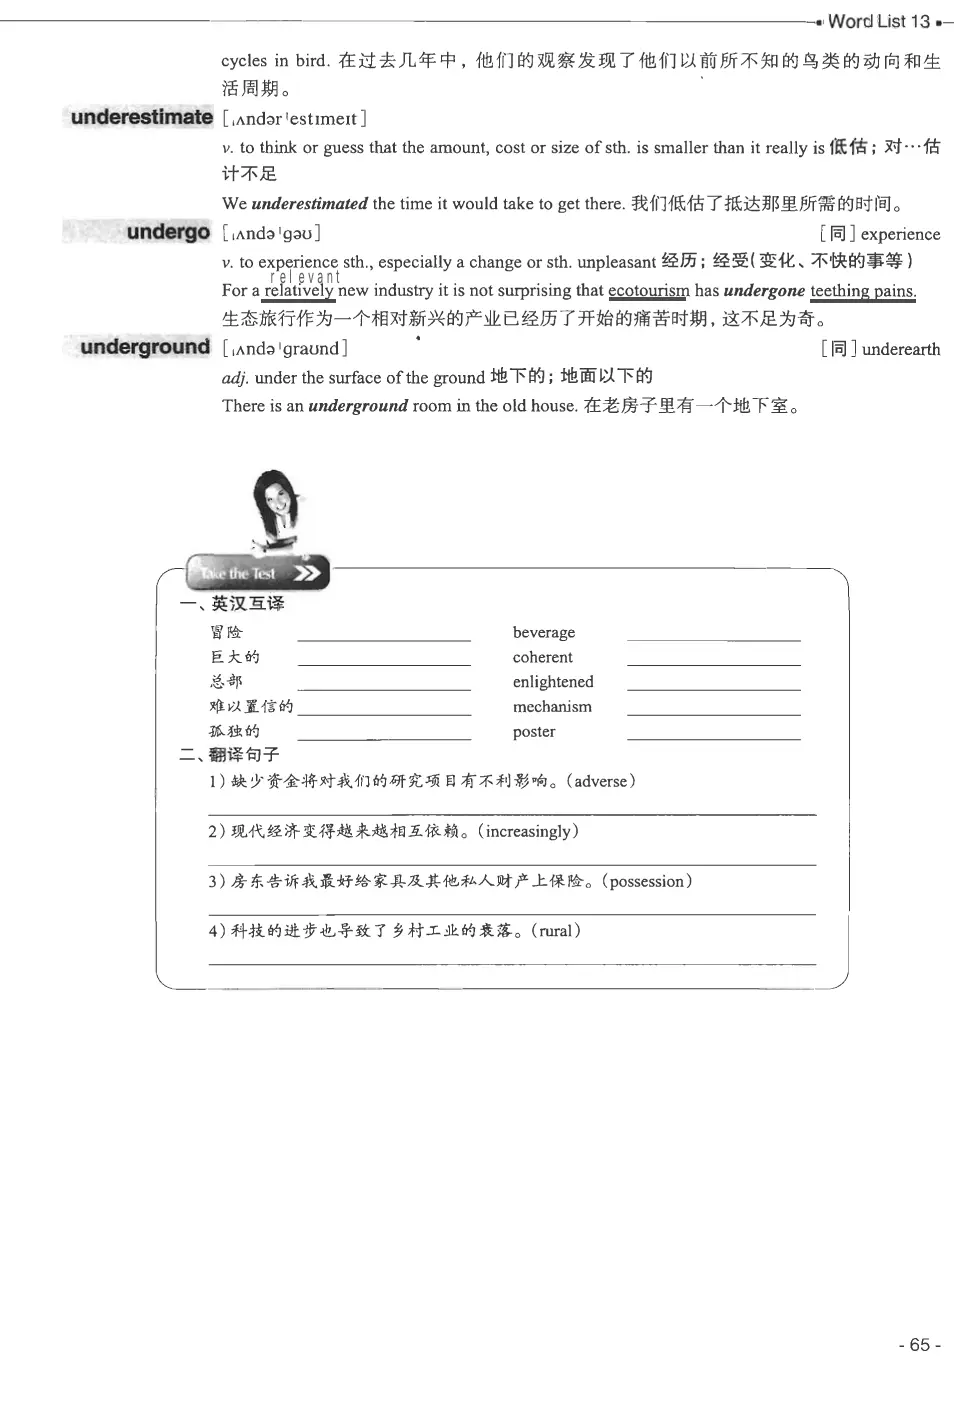 Word List 13
cycles in bird. 在过去几年中，他们的观察发现了他们以前所不知的鸟类的动向和生
活周期。
underestimate [ˌʌndərˈestɪmeɪt]
v. to think or guess that the amount, cost or size of sth. is smaller than it really is 低估；对…估
计不足
We underestimated the time it would take to get there. 我们低估了抵达那里所需的时间。
undergo [ˌʌndəˈɡəʊ] [同] experience
v. to experience sth., especially a change or sth. unpleasant 经历；经受(变化、不快的事等)
relevant
For a relatively new industry it is not surprising that ecotourism has undergone teething pains.
生态旅行作为一个相对新兴的产业已经历了开始的痛苦时期，这不足为奇。
underground [ˌʌndəˈɡraʊnd] [同] underearth
adj. under the surface of the ground 地下的；地面以下的
There is an underground room in the old house. 在老房子里有一个地下室。
Take the Test
一、英汉互译
冒险 beverage
巨大的 coherent
总部 enlightened
难以置信的 mechanism
孤独的 poster
二、翻译句子
1) 缺少资金将对我们的研究项目有不利影响。(adverse)
2) 现代经济变得越来越相互依赖。(increasingly)
3) 房东告诉我最好给家具及其他私人财产上保险。(possession)
4) 科技的进步也导致了乡村工业的衰落。(rural)
- 65 -